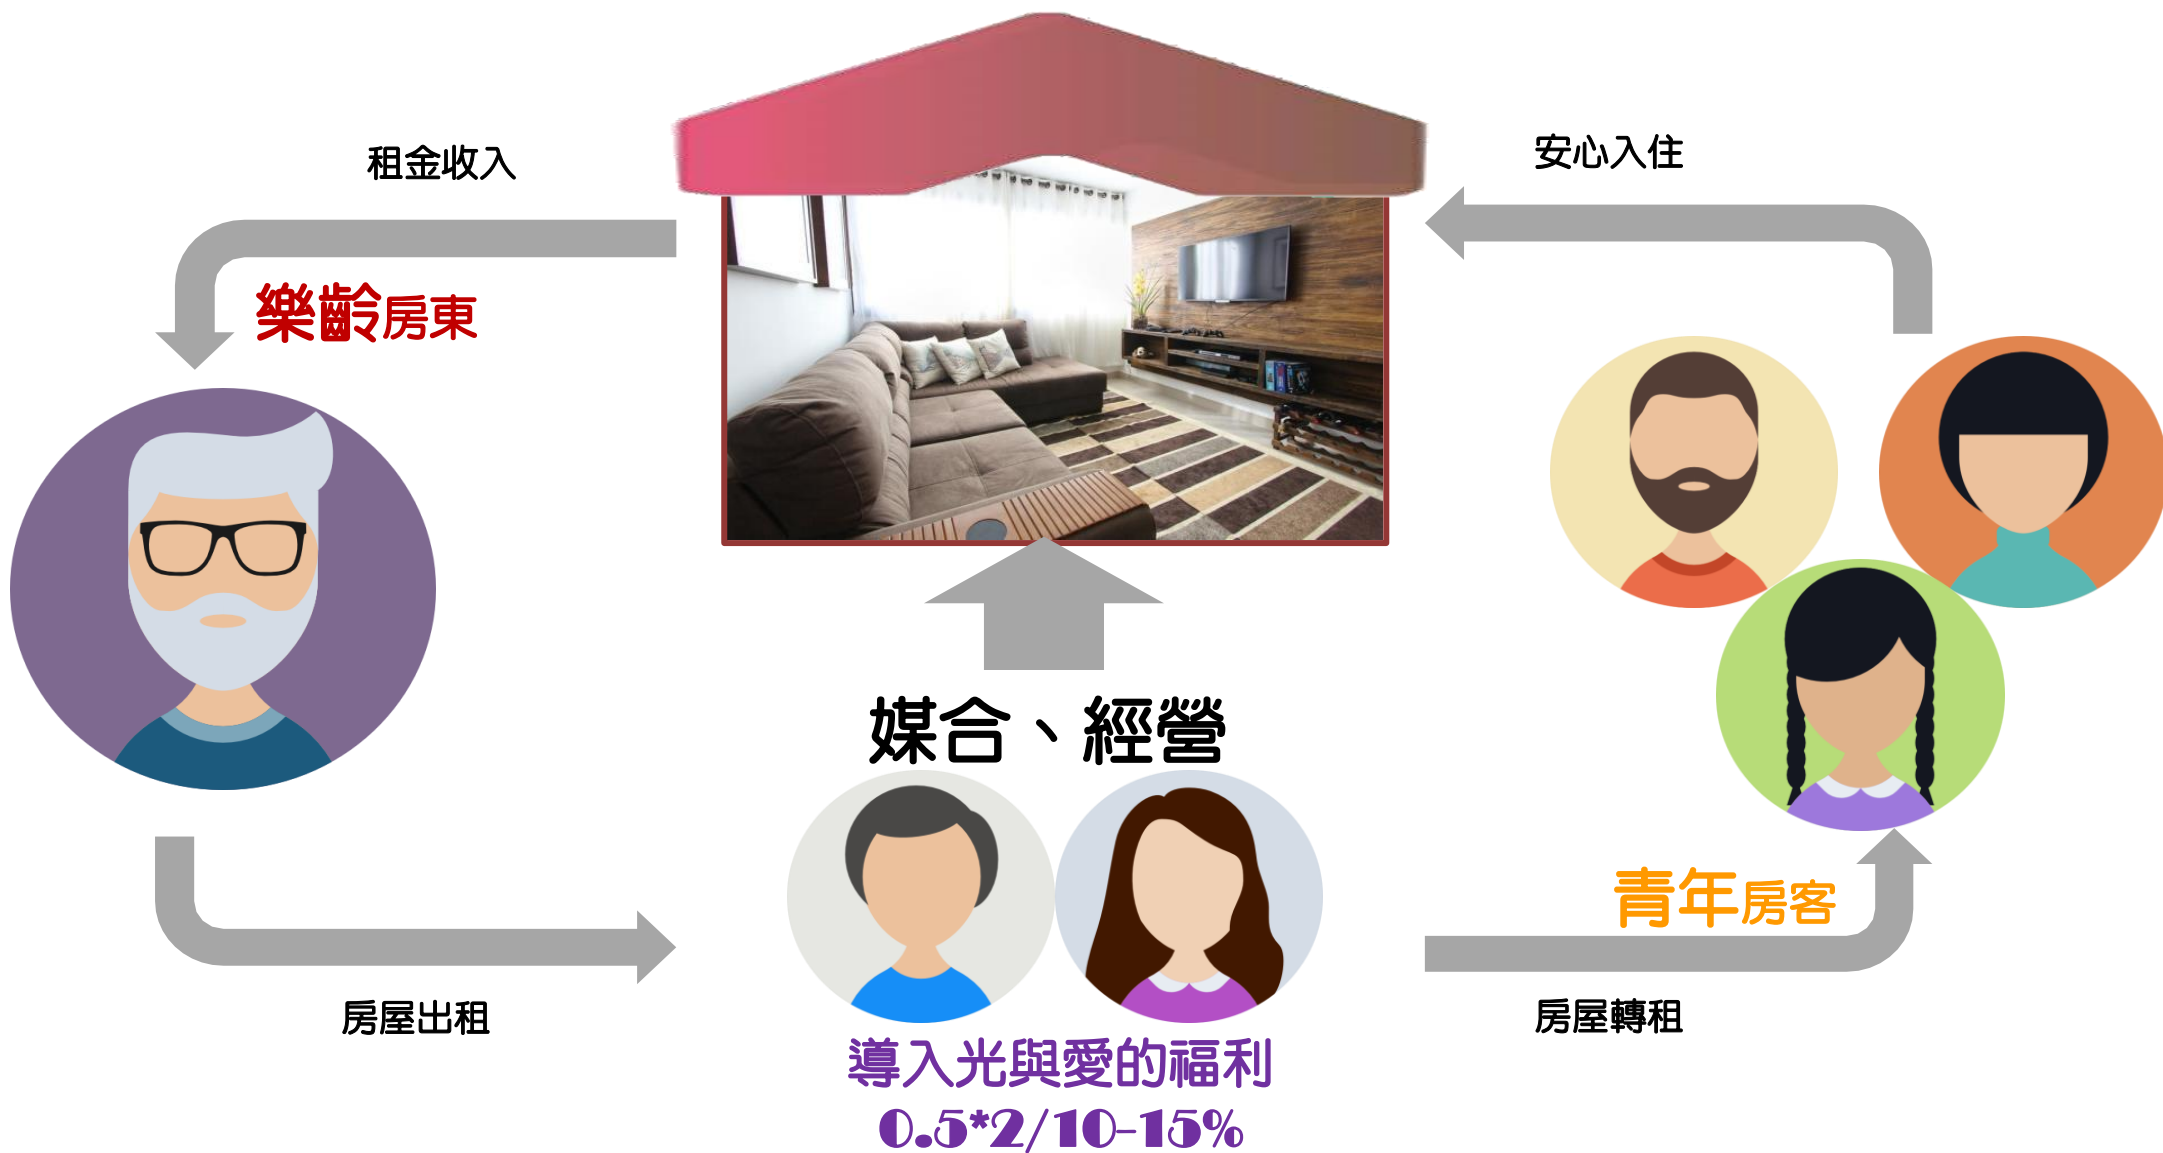 租金收入
安心入住
樂齡房東
媒合、經營
青年房客
房屋出租
房屋轉租
導入光與愛的福利
0.5*2/10-15%